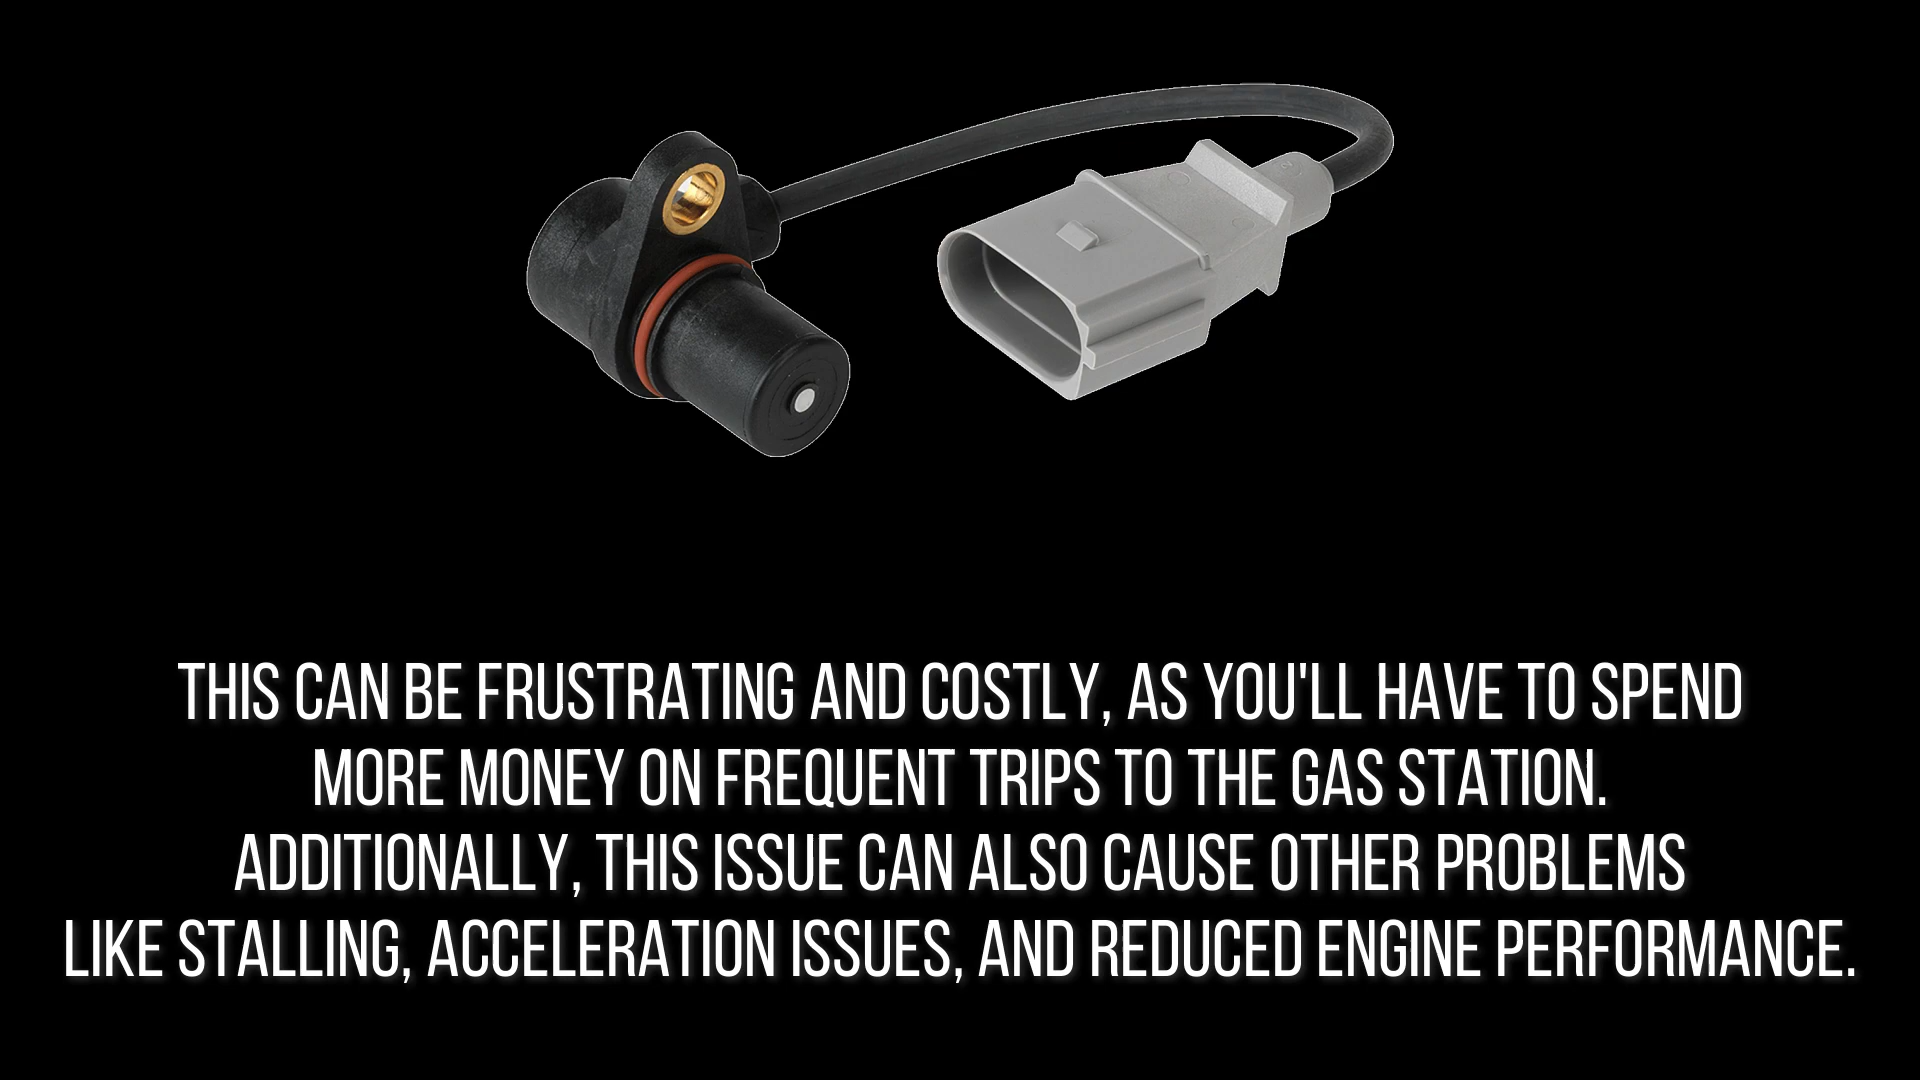 THIS CAN BE FRUSTRATING AND COSTLY, AS YOU'LL HAVE TO SPEND
MORE MONEY ON FREQUENT TRIPS TO THE GAS STATION.
ADDITIONALLY, THIS ISSUE CAN ALSO CAUSE OTHER PROBLEMS
LIKE STALLING, ACCELERATION ISSUES, AND REDUCED ENGINE PERFORMANCE.